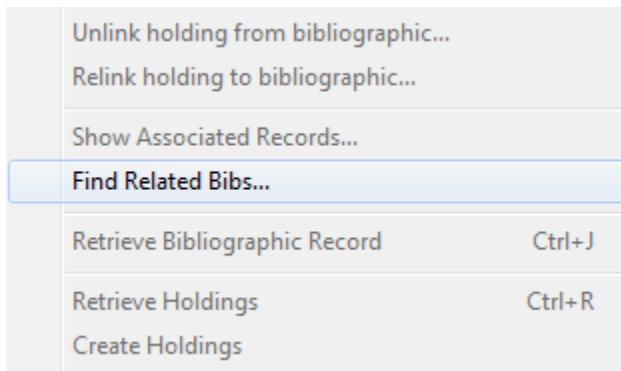 Unlink holding from bibliographic...
Relink holding to bibliographic...
Show Associated Records...
Find Related Bibs...
Retrieve Bibliographic Record Ctrl+J
Retrieve Holdings Ctrl+R
Create Holdings